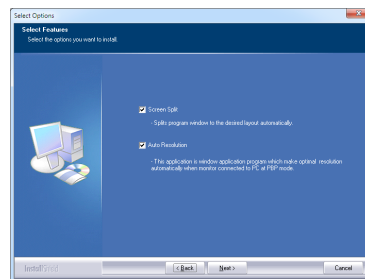 Select Options
Select Features
Select the options you want to install.
Screen Split
- Splits program window to the desired layout automatically.
Auto Resolution
- This application is window application program which make optimal resolution
automatically when monitor connected to PC at PBP mode.
InstallShield
< Back
Next >
Cancel